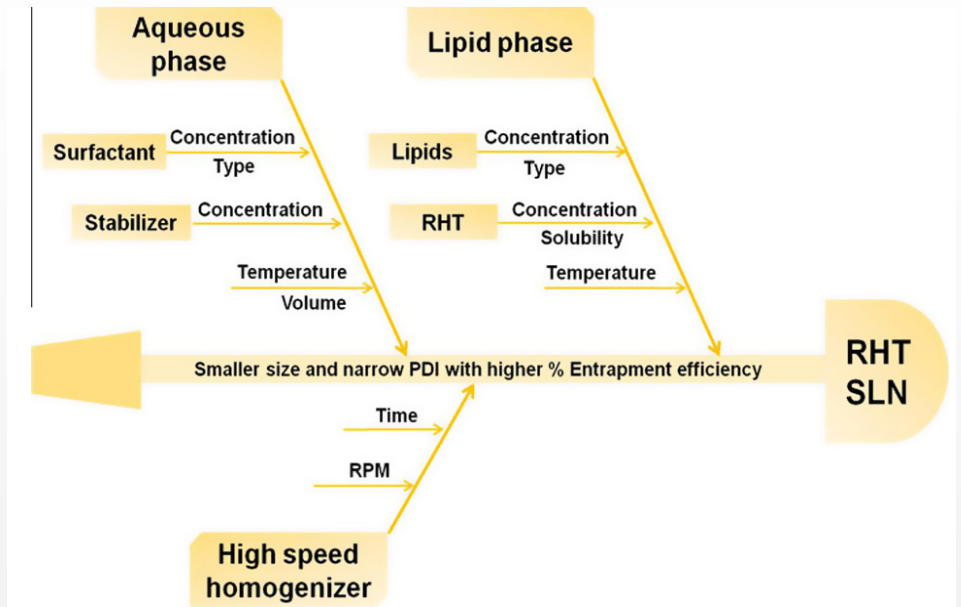 Aqueous
phase
Lipid phase
Surfactant
Concentration
Type
Stabilizer
Concentration
Temperature
Volume
Lipids
Concentration
Type
RHT
Concentration
Solubility
Temperature
Smaller size and narrow PDI with higher % Entrapment efficiency
RHT
SLN
Time
RPM
High speed
homogenizer